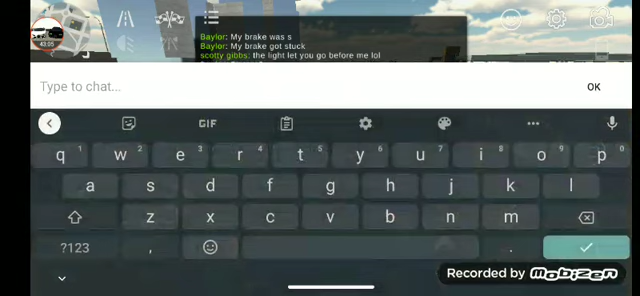 43:95
Baylor: My brake was s
Baylor: My brake got stuck
scotty gibbs: the light let you go before me lol
Type to chat... OK
GIF
q 1 w 2 e 3 r 4 t 5 y 6 u 7 i 8 o 9 p 0
a s d f g h j k l
z x c v b n m
?123 , .
Recorded by Mobizen